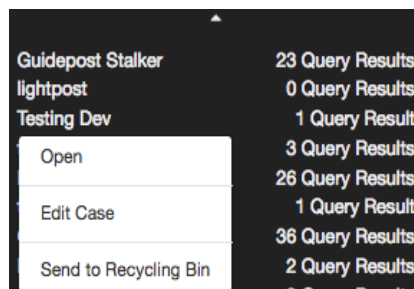 Guidepost Stalker 23 Query Results
lightpost 0 Query Results
Testing Dev 1 Query Result
3 Query Results
Open
26 Query Results
1 Query Result
Edit Case
36 Query Results
2 Query Results
Send to Recycling Bin